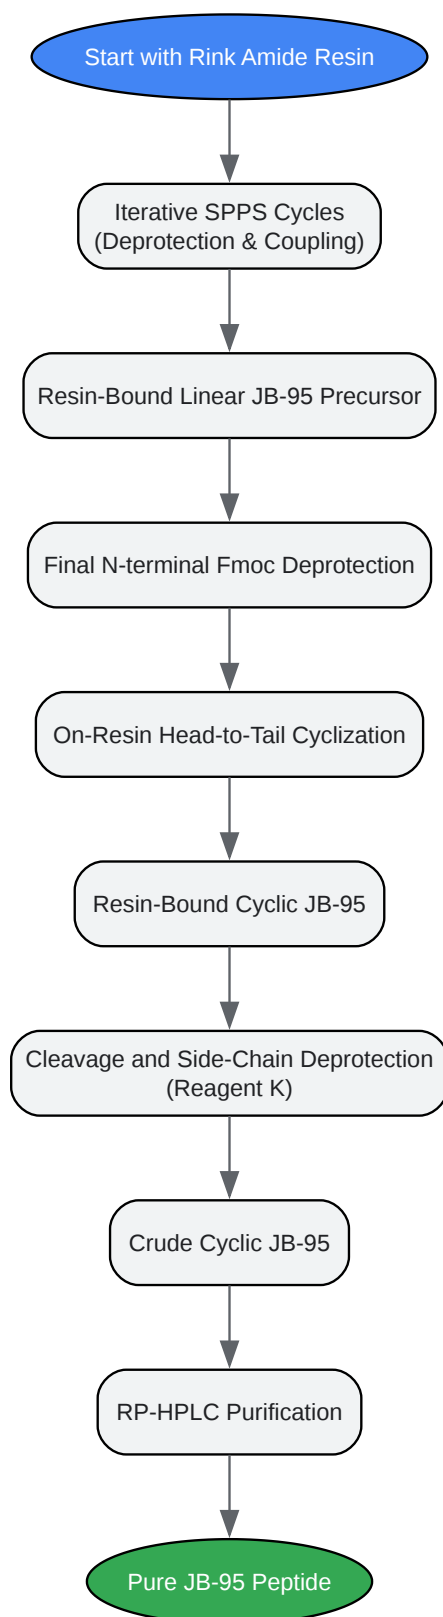 Start with Rink Amide Resin
Iterative SPPS Cycles
(Deprotection & Coupling)
Resin-Bound Linear JB-95 Precursor
Final N-terminal Fmoc Deprotection
On-Resin Head-to-Tail Cyclization
Resin-Bound Cyclic JB-95
Cleavage and Side-Chain Deprotection
(Reagent K)
Crude Cyclic JB-95
RP-HPLC Purification
Pure JB-95 Peptide